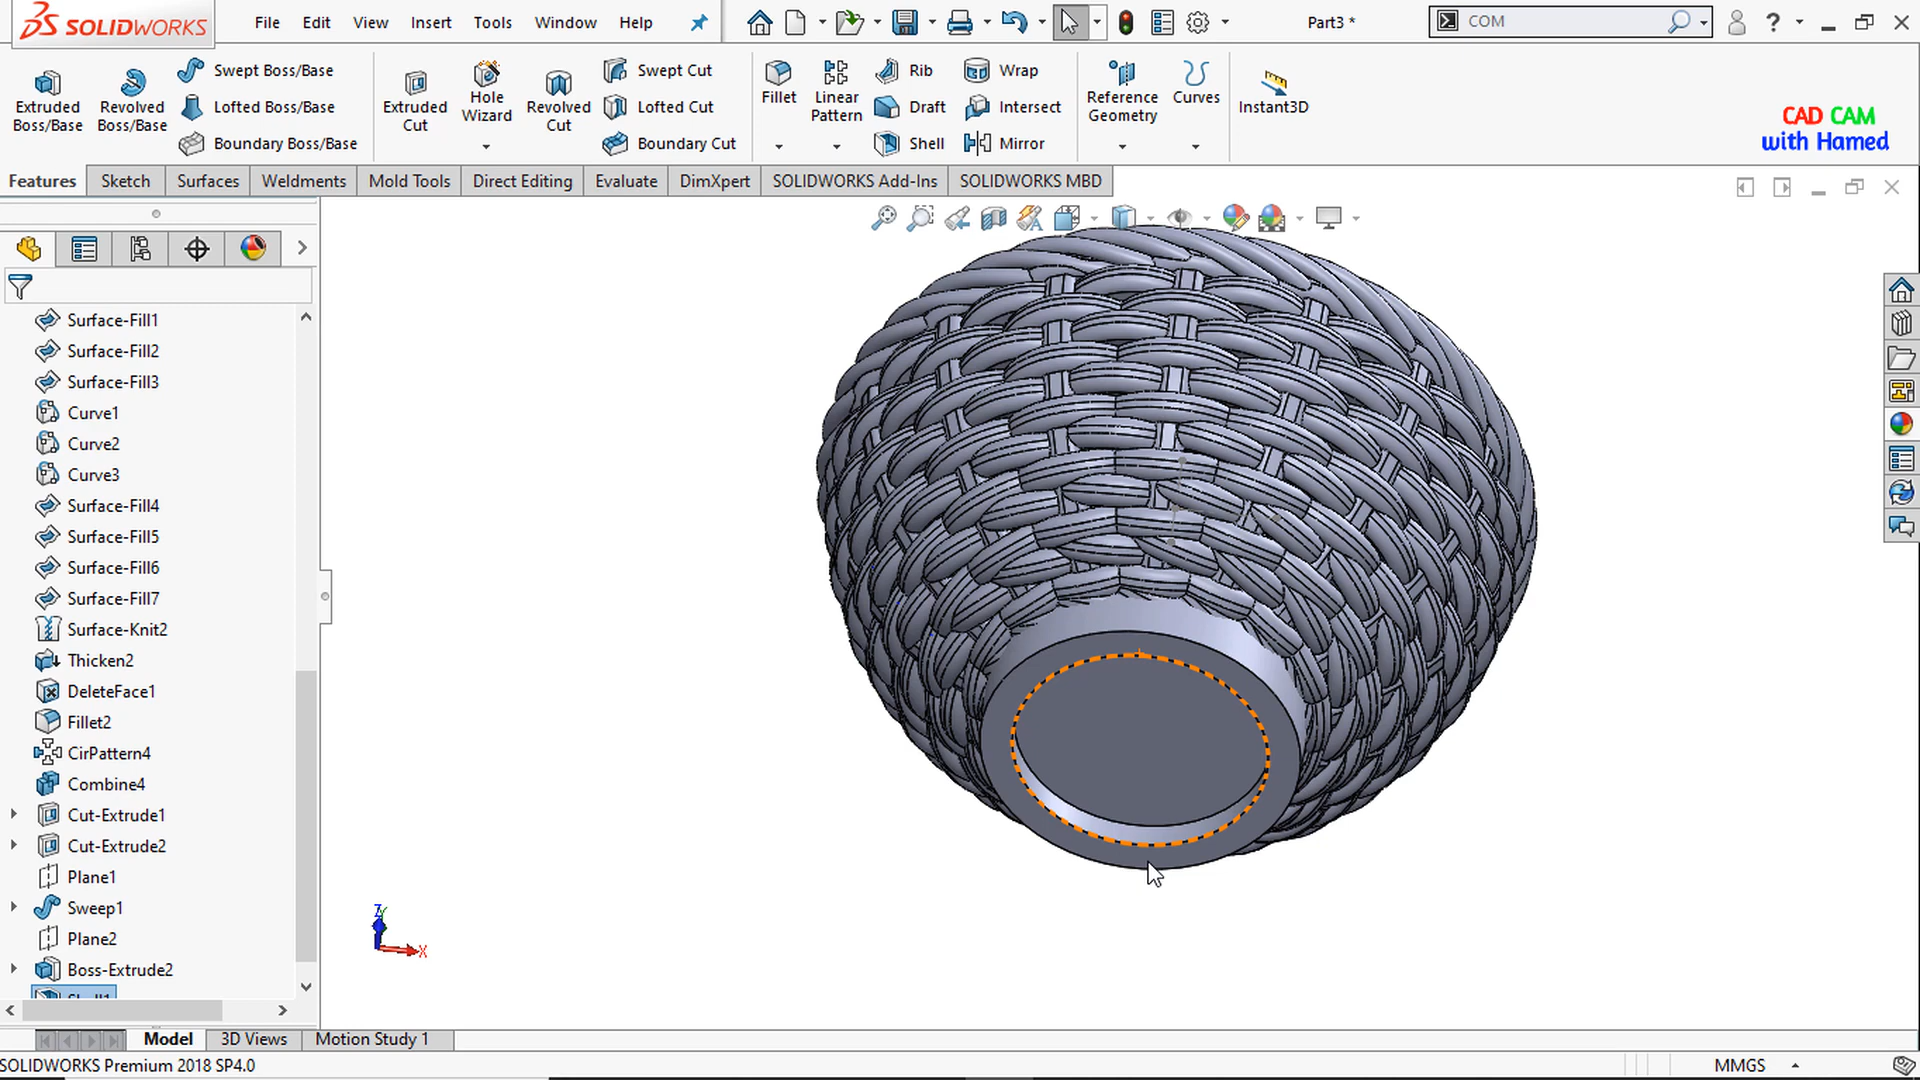 SOLIDWORKS
File Edit View Insert Tools Window Help
Part3 *
COM
?
Extruded Boss/Base
Revolved Boss/Base
Swept Boss/Base
Lofted Boss/Base
Boundary Boss/Base
Extruded Cut
Hole Wizard
Revolved Cut
Swept Cut
Lofted Cut
Boundary Cut
Fillet
Linear Pattern
Rib
Draft
Shell
Wrap
Intersect
Mirror
Reference Geometry
Curves
Instant3D
CAD CAM
with Hamed
Features Sketch Surfaces Weldments Mold Tools Direct Editing Evaluate DimXpert SOLIDWORKS Add-Ins SOLIDWORKS MBD
Surface-Fill1
Surface-Fill2
Surface-Fill3
Curve1
Curve2
Curve3
Surface-Fill4
Surface-Fill5
Surface-Fill6
Surface-Fill7
Surface-Knit2
Thicken2
DeleteFace1
Fillet2
CirPattern4
Combine4
Cut-Extrude1
Cut-Extrude2
Plane1
Sweep1
Plane2
Boss-Extrude2
Shell1
Z
X
Model 3D Views Motion Study 1
SOLIDWORKS Premium 2018 SP4.0
MMGS